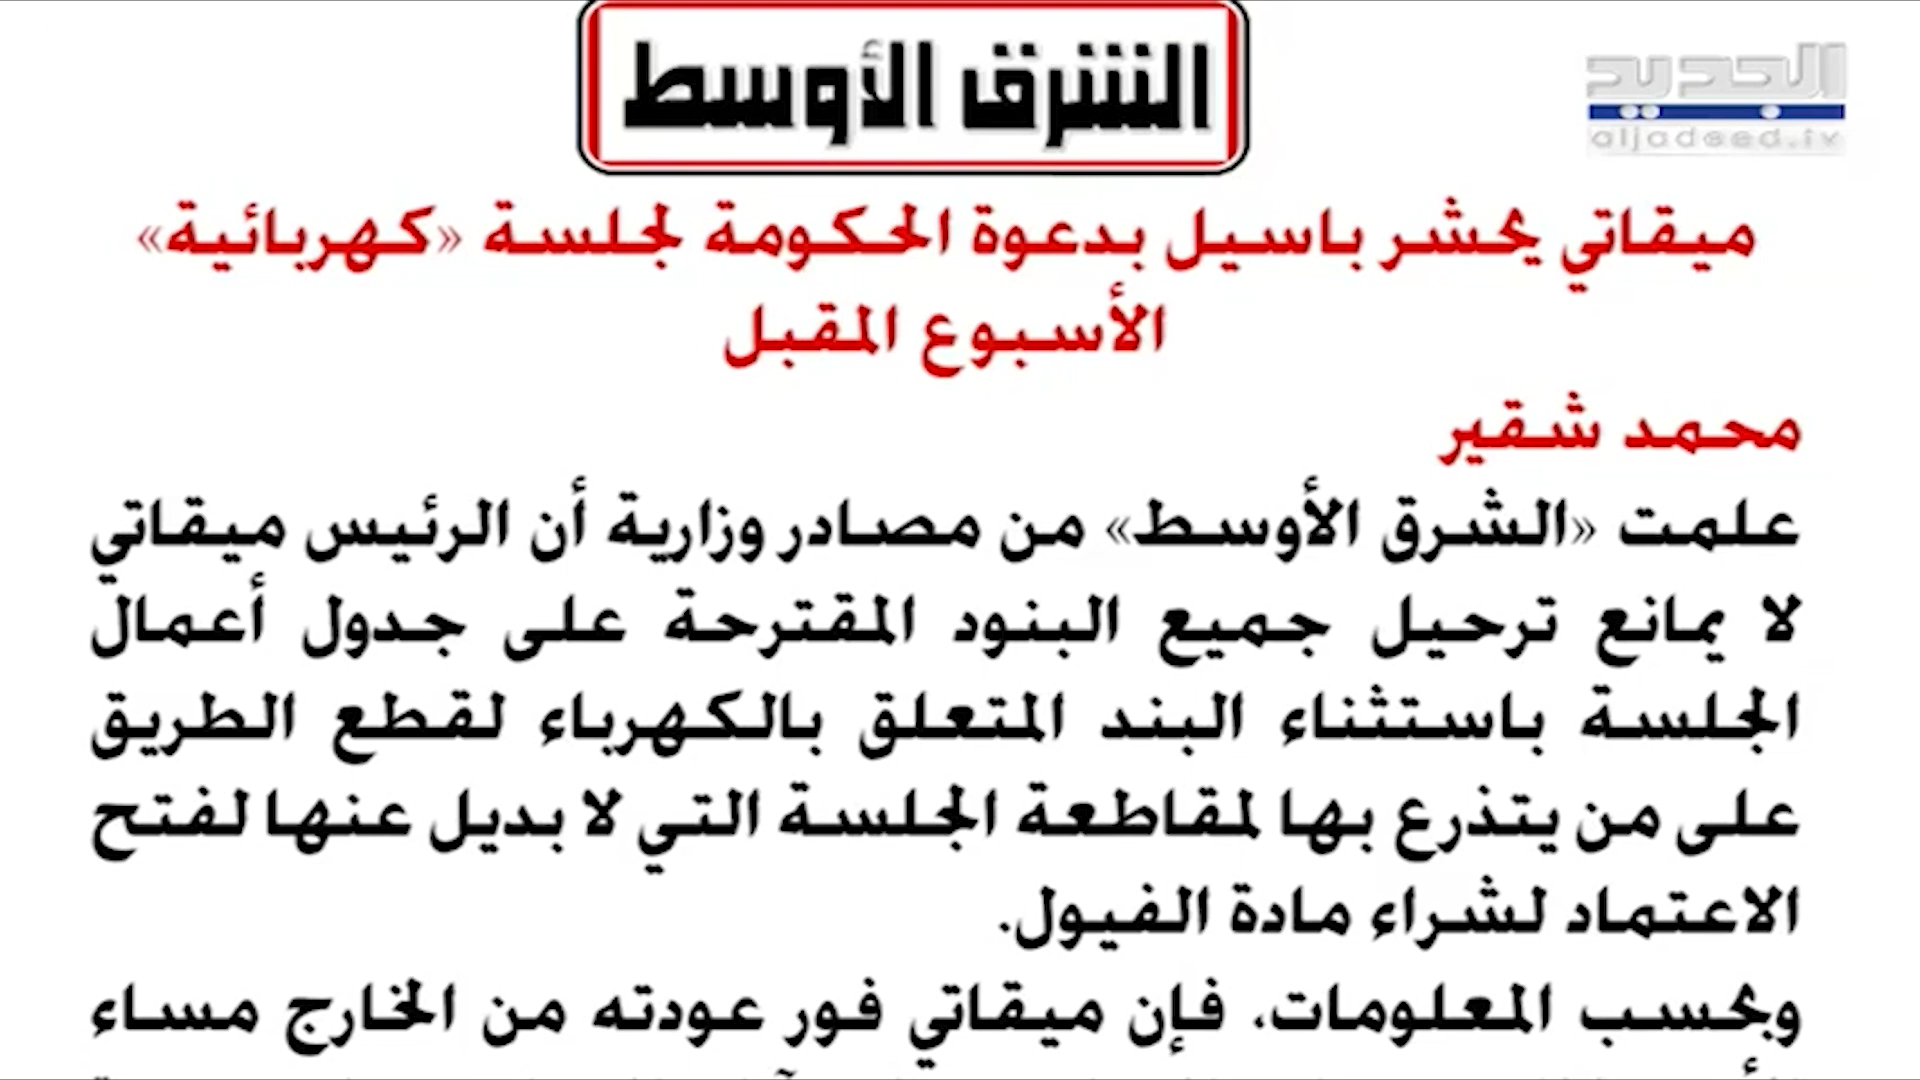 الشرق الأوسط
الجديد
aljadeed.tv
ميقاتي يحشر باسيل بدعوة الحكومة لجلسة «كهربائية»
الأسبوع المقبل
محمد شقير
علمت «الشرق الأوسط» من مصادر وزارية أن الرئيس ميقاتي
لا يمانع ترحيل جميع البنود المقترحة على جدول أعمال
الجلسة باستثناء البند المتعلق بالكهرباء لقطع الطريق
على من يتذرع بها لمقاطعة الجلسة التي لا بديل عنها لفتح
الاعتماد لشراء مادة الفيول.
وبحسب المعلومات، فإن ميقاتي فور عودته من الخارج مساء